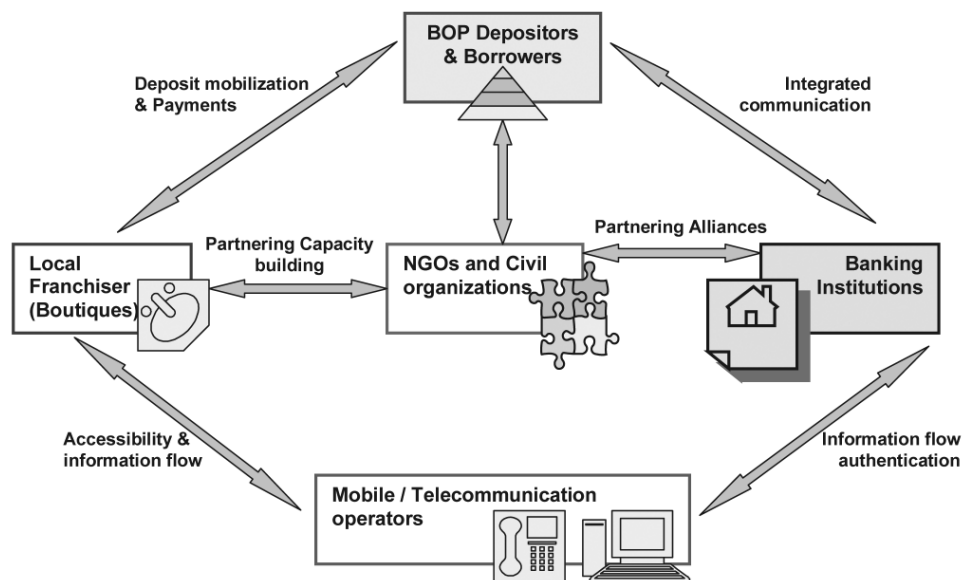 BOP Depositors
& Borrowers
Deposit mobilization
& Payments
Integrated
communication
Partnering Capacity
building
Partnering Alliances
Local
Franchiser
(Boutiques)
NGOs and Civil
organizations
Banking
Institutions
Accessibility &
information flow
Information flow
authentication
Mobile / Telecommunication
operators